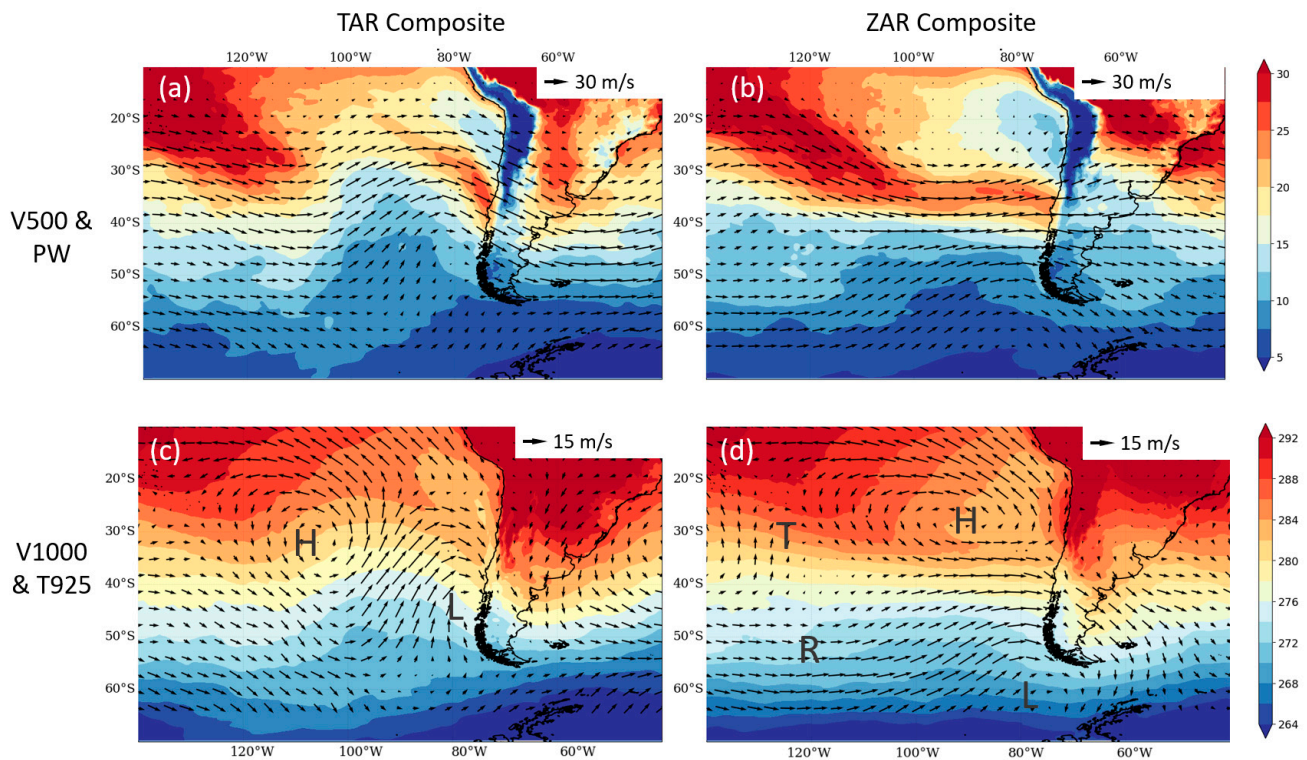 TAR Composite
ZAR Composite
120°W 100°W 80°W 60°W
120°W 100°W 80°W 60°W
(a)
30 m/s
(b)
30 m/s
20°S
30°S
40°S
50°S
60°S
20°S
30°S
40°S
50°S
60°S
30
25
20
15
10
5
V500 &
PW
(c)
15 m/s
(d)
15 m/s
20°S
30°S
40°S
50°S
60°S
20°S
30°S
40°S
50°S
60°S
H
L
T
H
R
L
292
288
284
280
276
272
268
264
V1000
& T925
120°W 100°W 80°W 60°W
120°W 100°W 80°W 60°W